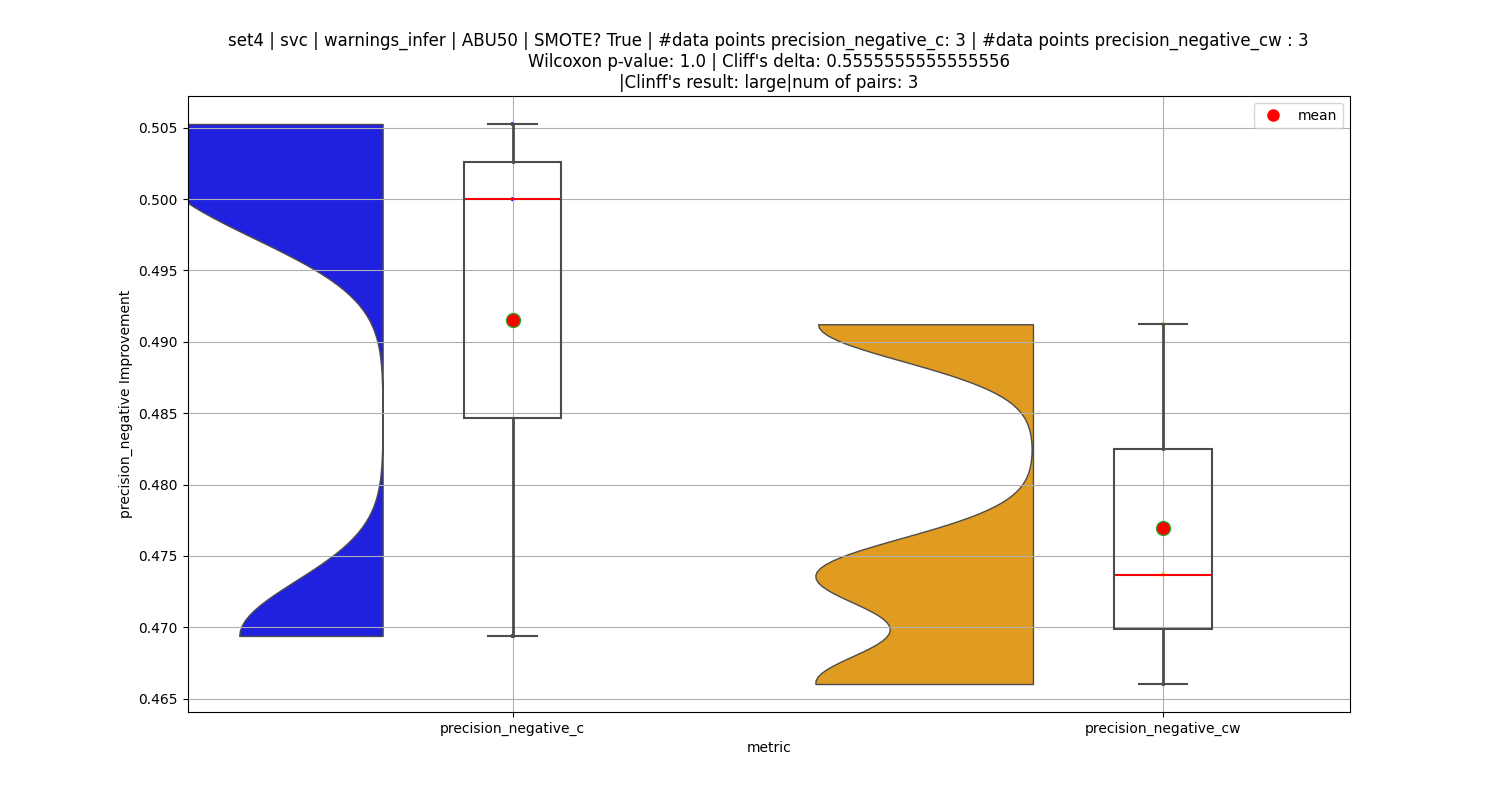 set4 | svc | warnings_infer | ABU50 | SMOTE? True | #data points precision_negative_c: 3 | #data points precision_negative_cw : 3
Wilcoxon p-value: 1.0 | Cliff's delta: 0.5555555555555556
|Clinff's result: large|num of pairs: 3
mean
0.505
0.500
0.495
0.490
0.485
0.480
0.475
0.470
0.465
precision_negative Improvement
precision_negative_c
precision_negative_cw
metric